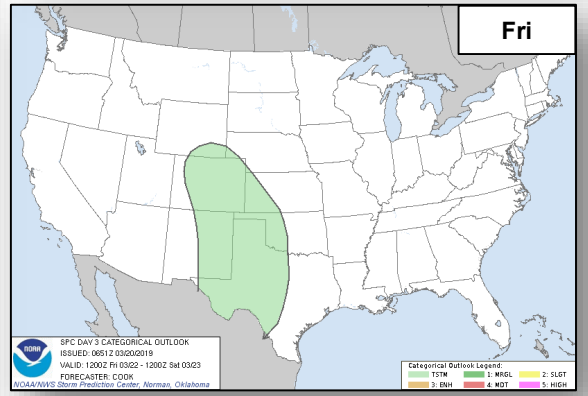 Fri
SPC DAY 3 CATEGORICAL OUTLOOK
ISSUED: 0651Z 03/20/2019
VALID: 1200Z Fri 03/22 - 1200Z Sat 03/23
FORECASTER: COOK
NOAA/NWS Storm Prediction Center, Norman, Oklahoma
NOAA
Categorical Outlook Legend:
TSTM 1: MRGL 2: SLGT
3: ENH 4: MDT 5: HIGH